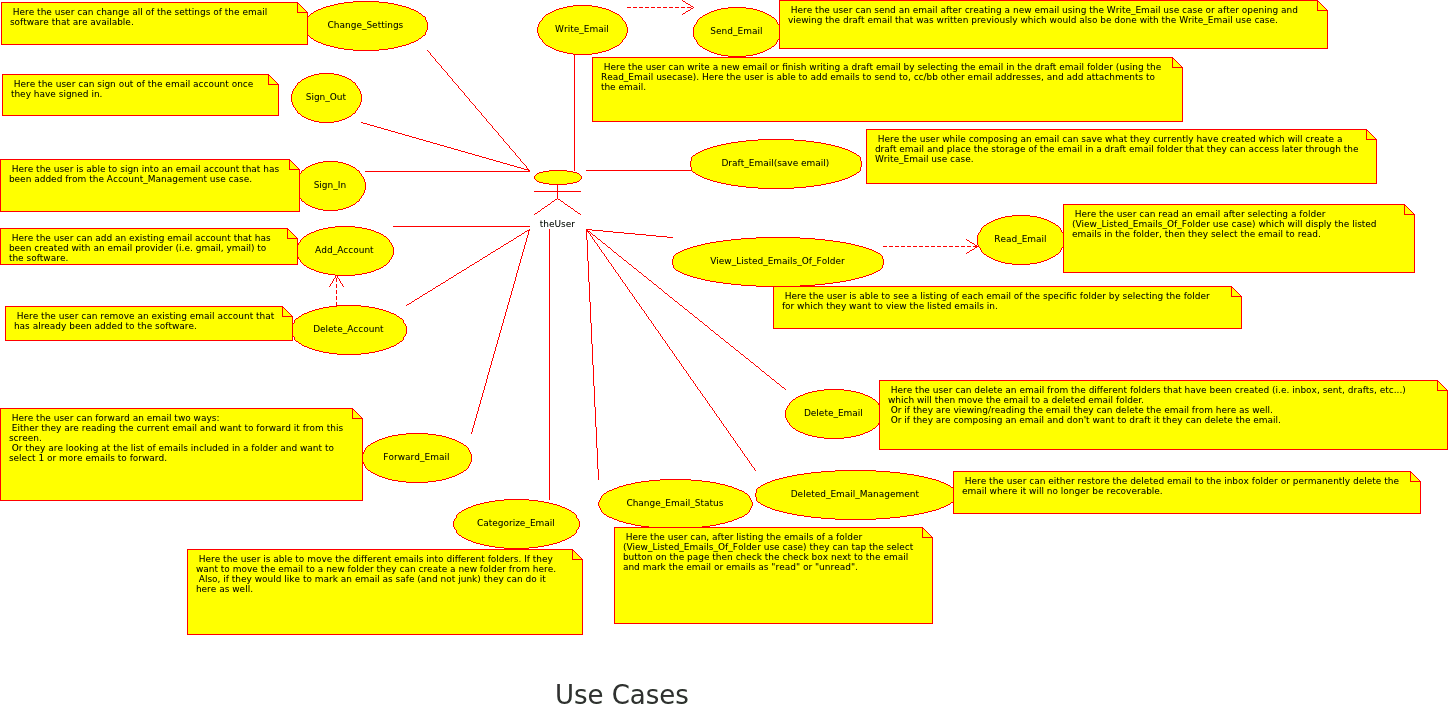 Here the user can change all of the settings of the email
software that are available.
Change_Settings
Write_Email
Send_Email
Here the user can send an email after creating a new email using the Write_Email use case or after opening and
viewing the draft email that was written previously which would also be done with the Write_Email use case.
Here the user can write a new email or finish writing a draft email by selecting the email in the draft email folder (using the
Read_Email usecase). Here the user is able to add emails to send to, cc/bb other email addresses, and add attachments to
the email.
Here the user can sign out of the email account once
they have signed in.
Sign_Out
Draft_Email(save email)
Here the user while composing an email can save what they currently have created which will create a
draft email and place the storage of the email in a draft email folder that they can access later through the
Write_Email use case.
Here the user is able to sign into an email account that has
been added from the Account_Management use case.
Sign_In
theUser
Here the user can add an existing email account that has
been created with an email provider (i.e. gmail, ymail) to
the software.
Add_Account
View_Listed_Emails_Of_Folder
Read_Email
Here the user can read an email after selecting a folder
(View_Listed_Emails_Of_Folder use case) which will disply the listed
emails in the folder, then they select the email to read.
Here the user is able to see a listing of each email of the specific folder by selecting the folder
for which they want to view the listed emails in.
Here the user can remove an existing email account that
has already been added to the software.
Delete_Account
Delete_Email
Here the user can delete an email from the different folders that have been created (i.e. inbox, sent, drafts, etc...)
which will then move the email to a deleted email folder.
Or if they are viewing/reading the email they can delete the email from here as well.
Or if they are composing an email and don't want to draft it they can delete the email.
Here the user can forward an email two ways:
Either they are reading the current email and want to forward it from this
screen.
Or they are looking at the list of emails included in a folder and want to
select 1 or more emails to forward.
Forward_Email
Deleted_Email_Management
Here the user can either restore the deleted email to the inbox folder or permanently delete the
email where it will no longer be recoverable.
Change_Email_Status
Here the user can, after listing the emails of a folder
(View_Listed_Emails_Of_Folder use case) they can tap the select
button on the page then check the check box next to the email
and mark the email or emails as "read" or "unread".
Categorize_Email
Here the user is able to move the different emails into different folders. If they
want to move the email to a new folder they can create a new folder from here.
Also, if they would like to mark an email as safe (and not junk) they can do it
here as well.
Use Cases